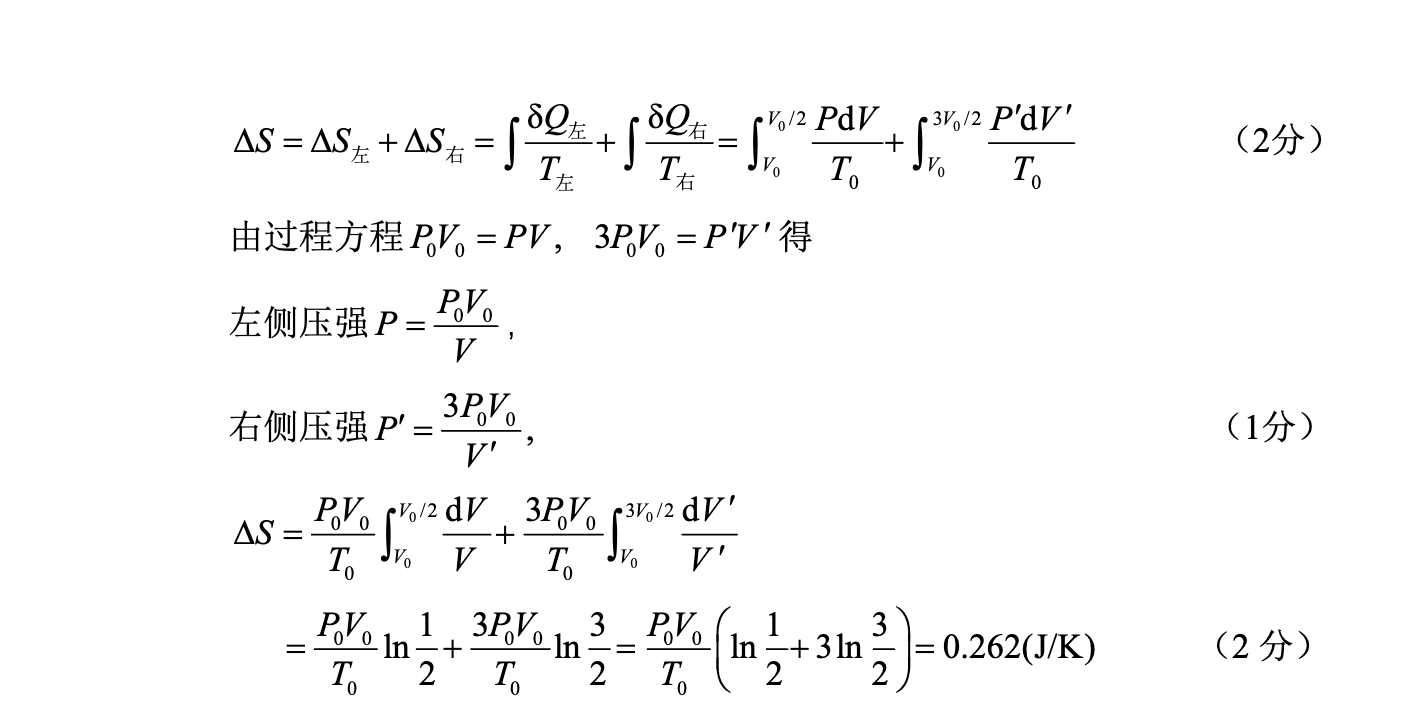 ΔS = ΔS左 + ΔS右 = ∫ δQ左/T左 + ∫ δQ右/T右 = ∫_{V₀}^{V₀/2} PdV/T₀ + ∫_{V₀}^{3V₀/2} P′dV′/T₀ （2分）
由过程方程 P₀V₀ = PV, 3P₀V₀ = P′V′ 得
左侧压强 P = P₀V₀/V ,
右侧压强 P′ = 3P₀V₀/V′, （1分）
ΔS = P₀V₀/T₀ ∫_{V₀}^{V₀/2} dV/V + 3P₀V₀/T₀ ∫_{V₀}^{3V₀/2} dV′/V′
= P₀V₀/T₀ ln 1/2 + 3P₀V₀/T₀ ln 3/2 = P₀V₀/T₀ (ln 1/2 + 3 ln 3/2) = 0.262(J/K) （2 分）